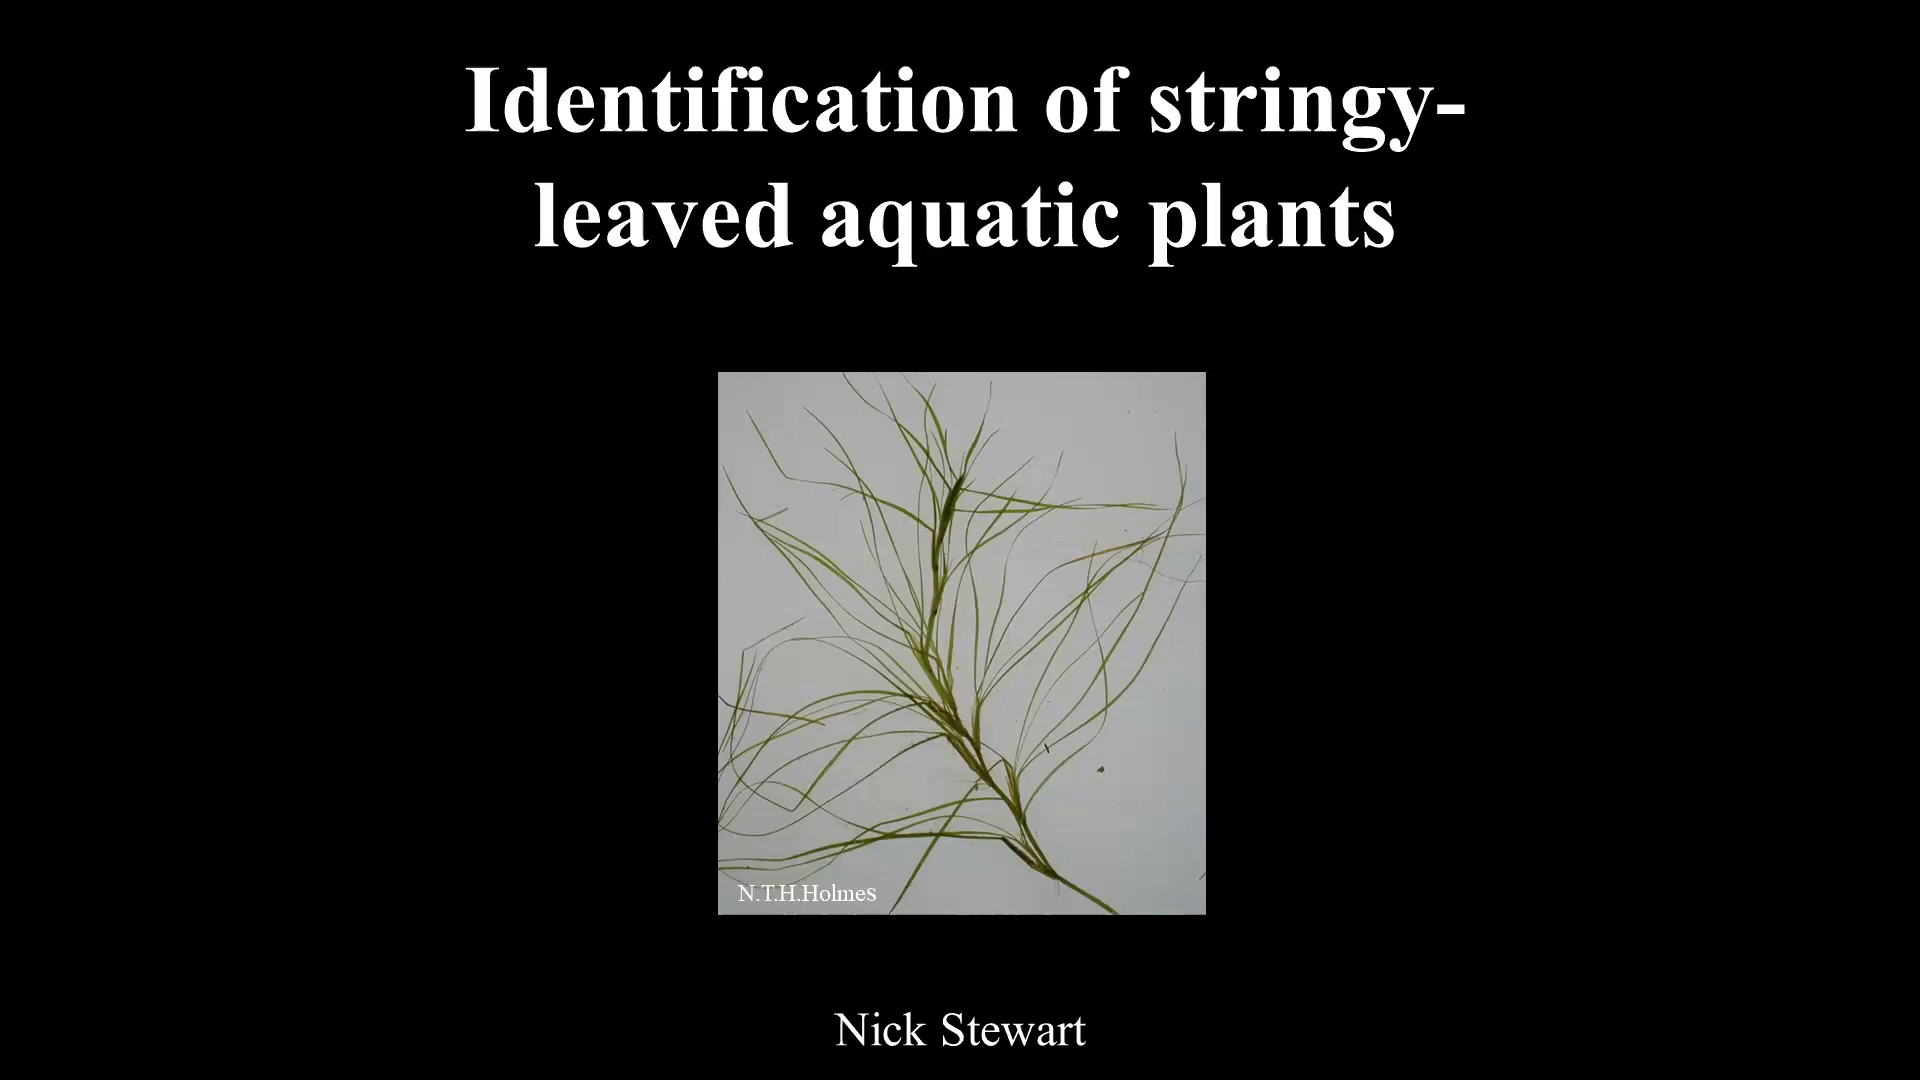 Identification of stringy-
leaved aquatic plants
N.T.H.Holmes
Nick Stewart